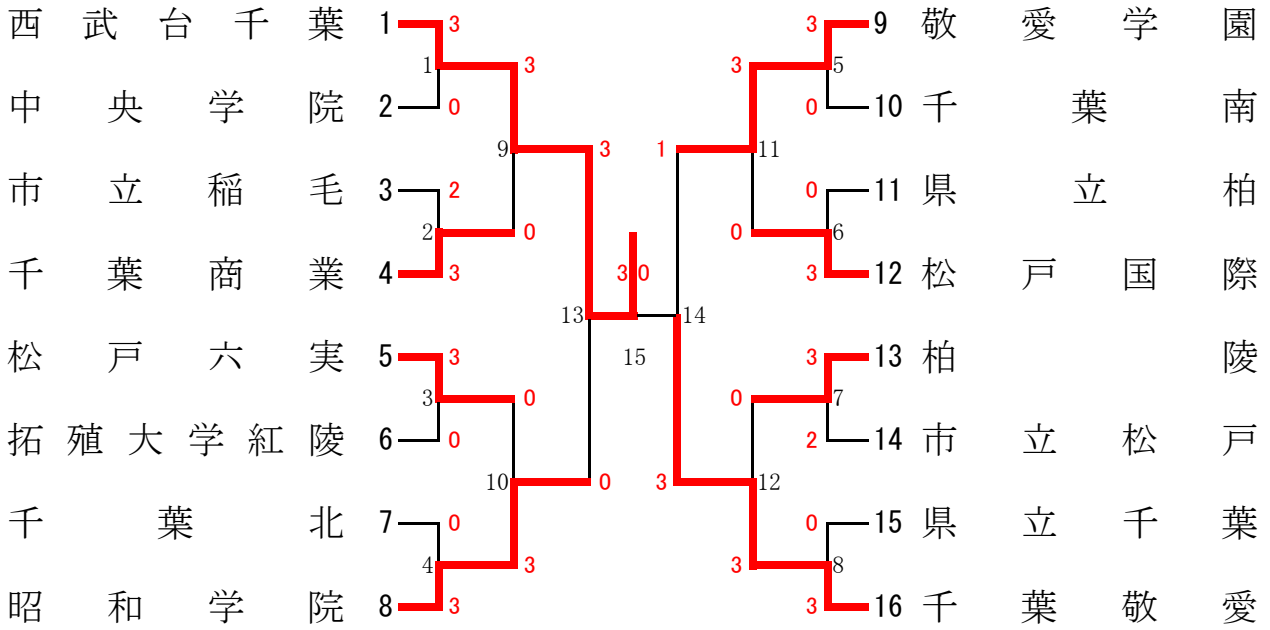 西武台千葉 1 3 3 9 敬愛学園
1 3 3 5
中央学院 2 0 0 10 千葉南
9 3 1 11
市立稲毛 3 2 0 11 県立柏
2 0 0 6
千葉商業 4 3 3 0 3 12 松戸国際
13 14
松戸六実 5 3 15 3 13 柏陵
3 0 0 7
拓殖大学紅陵 6 0 2 14 市立松戸
10 0 3 12
千葉北 7 0 0 15 県立千葉
4 3 3 8
昭和学院 8 3 3 16 千葉敬愛